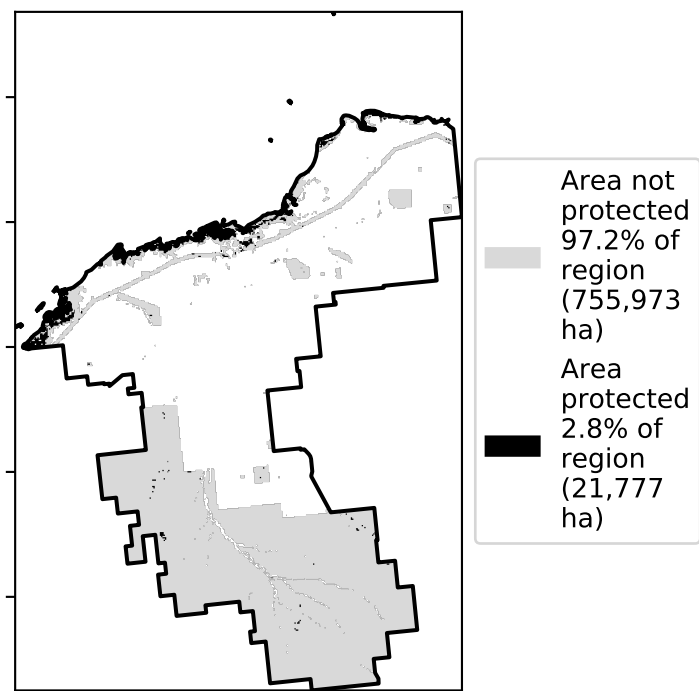 Area not
protected
97.2% of
region
(755,973
ha)
Area
protected
2.8% of
region
(21,777
ha)